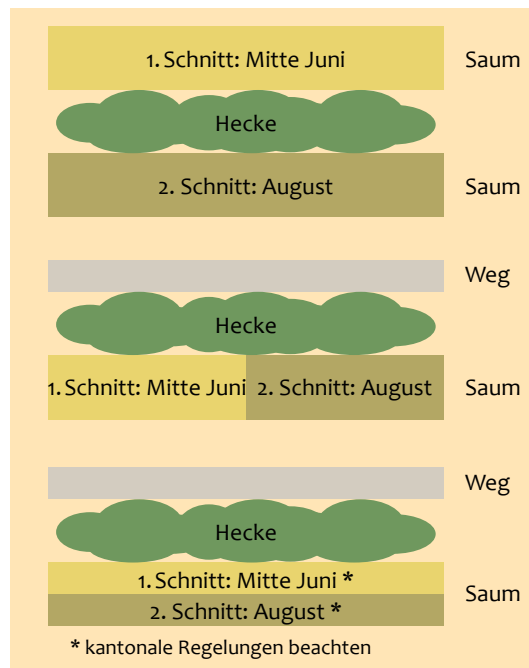 1. Schnitt: Mitte Juni Saum
Hecke
2. Schnitt: August Saum
Weg
Hecke
1. Schnitt: Mitte Juni 2. Schnitt: August Saum
Weg
Hecke
1. Schnitt: Mitte Juni *
Saum
2. Schnitt: August *
* kantonale Regelungen beachten